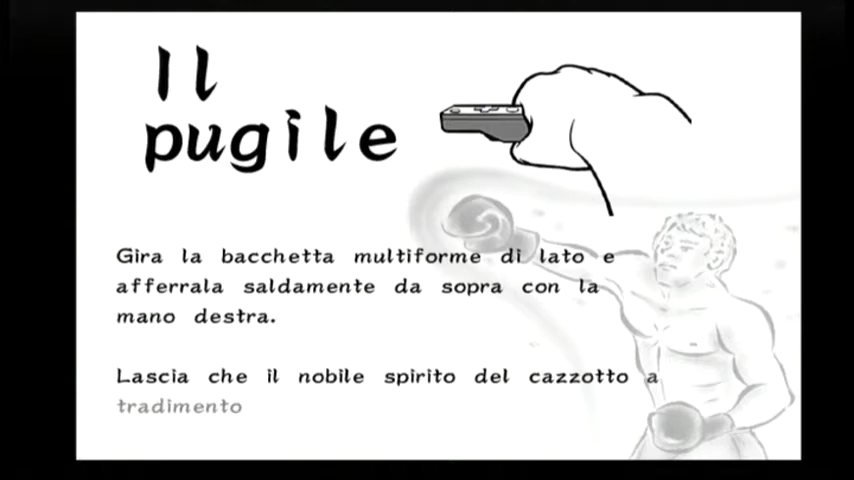 Il
pugile
Gira la bacchetta multiforme di lato e
afferrala saldamente da sopra con la
mano destra.
Lascia che il nobile spirito del cazzotto a
tradimento